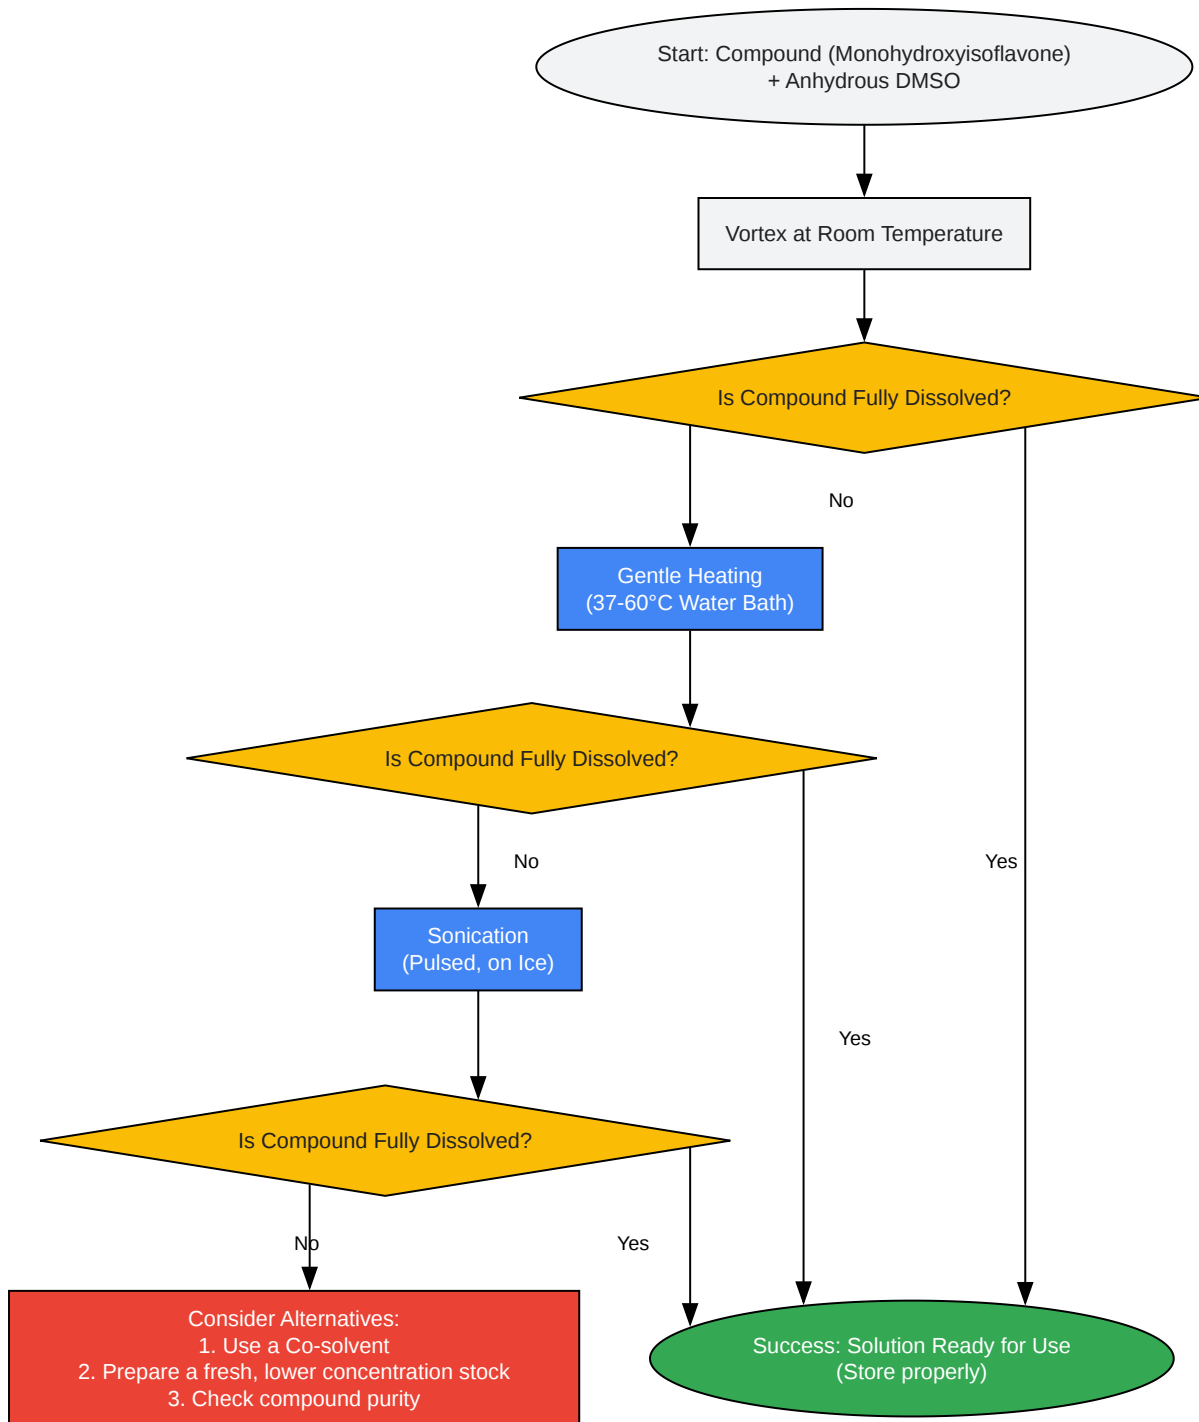 Start: Compound (Monohydroxyisoflavone)
+ Anhydrous DMSO
Vortex at Room Temperature
Is Compound Fully Dissolved?
No
Gentle Heating
(37-60°C Water Bath)
Is Compound Fully Dissolved?
No
Yes
Sonication
(Pulsed, on Ice)
Yes
Is Compound Fully Dissolved?
No
Yes
Consider Alternatives:
1. Use a Co-solvent
2. Prepare a fresh, lower concentration stock
3. Check compound purity
Success: Solution Ready for Use
(Store properly)